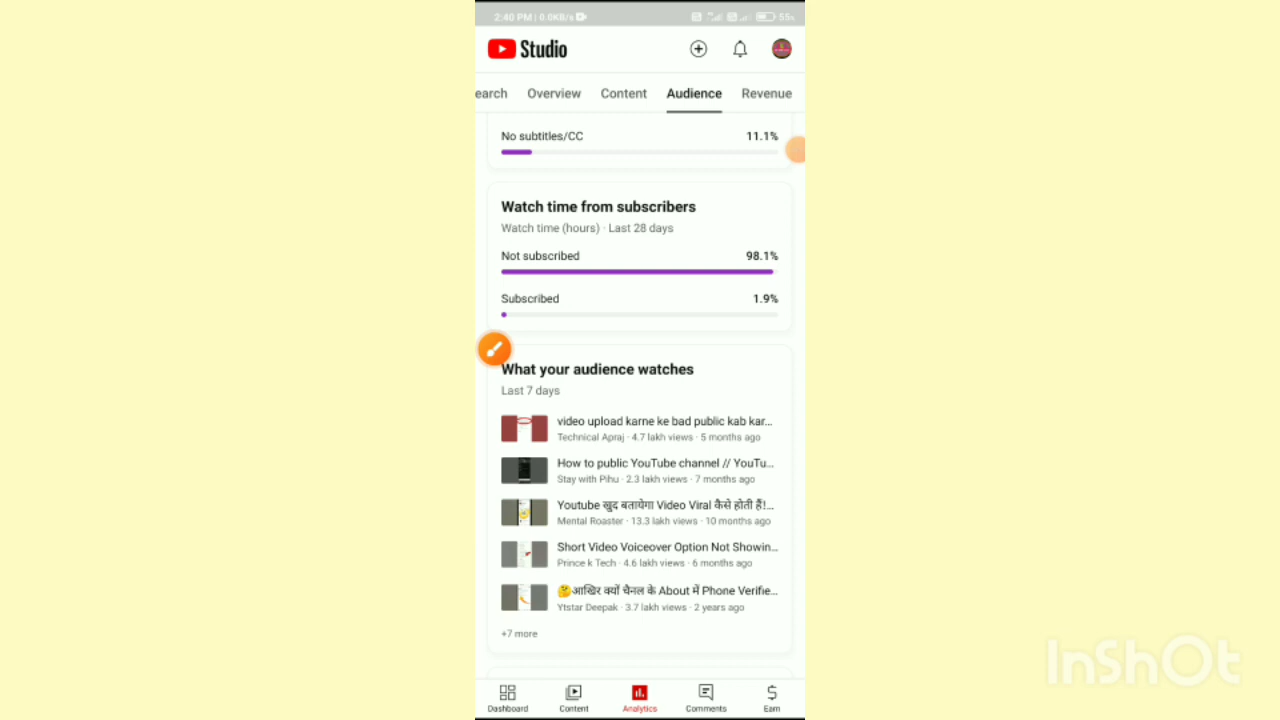 2:40 PM | 0.0KB/s
55%
Studio
earch Overview Content Audience Revenue
No subtitles/CC 11.1%
Watch time from subscribers
Watch time (hours) · Last 28 days
Not subscribed 98.1%
Subscribed 1.9%
What your audience watches
Last 7 days
video upload karne ke bad public kab kar...
Technical Apraj · 4.7 lakh views · 5 months ago
How to public YouTube channel // YouTu...
Stay with Pihu · 2.3 lakh views · 7 months ago
Youtube खुद बतायेगा Video Viral कैसे होती हैं!...
Mental Roaster · 13.3 lakh views · 10 months ago
Short Video Voiceover Option Not Showin...
Prince k Tech · 4.6 lakh views · 6 months ago
🤔आखिर क्यों चैनल के About में Phone Verifie...
Ytstar Deepak · 3.7 lakh views · 2 years ago
+7 more
Dashboard Content Analytics Comments Earn
InShOt